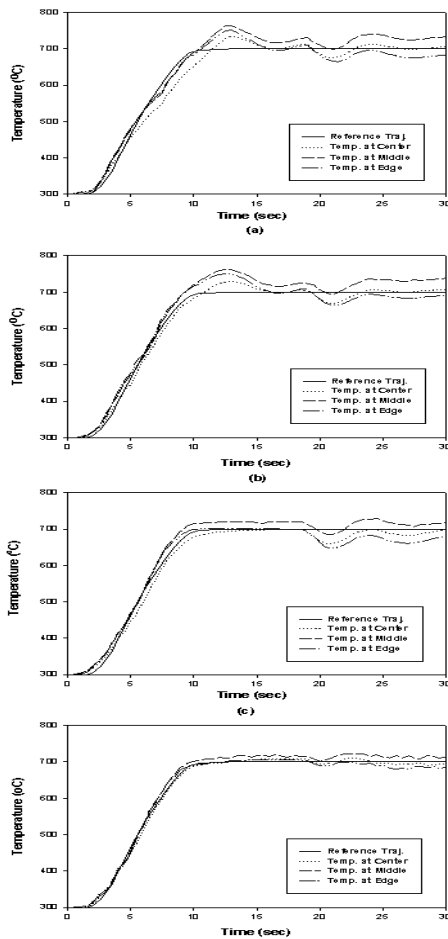 800
700
600
500
400
300
Temperature (ºC)
Reference Traj.
Temp. at Center
Temp. at Middle
Temp. at Edge
0 5 10 15 20 25 30
Time (sec)
(a)
800
700
600
500
400
300
Temperature (ºC)
Reference Traj.
Temp. at Center
Temp. at Middle
Temp. at Edge
0 5 10 15 20 25 30
Time (sec)
(b)
800
700
600
500
400
300
Temperature (ºC)
Reference Traj.
Temp. at Center
Temp. at Middle
Temp. at Edge
0 5 10 15 20 25 30
Time (sec)
(c)
800
700
600
500
400
300
Temperature (oC)
Reference Traj.
Temp. at Center
Temp. at Middle
Temp. at Edge
0 5 10 15 20 25 30
Time (sec)